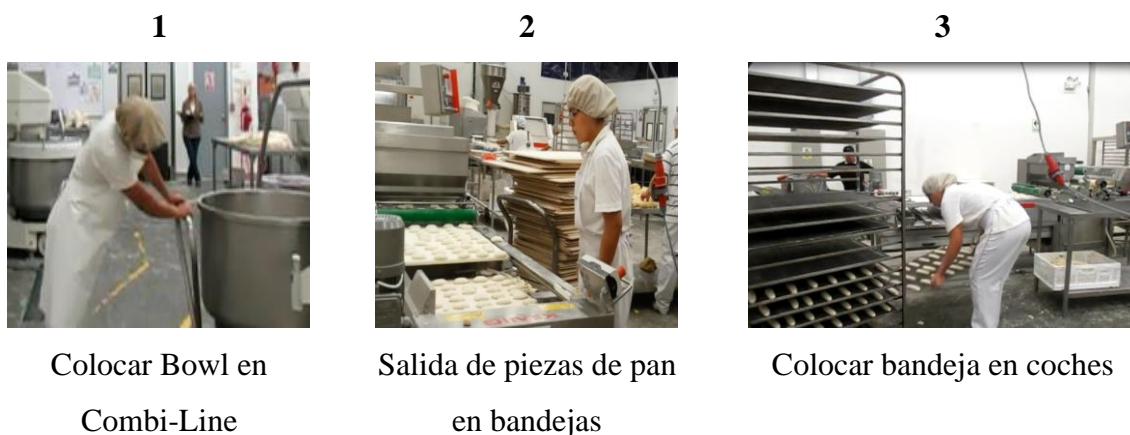 1
2
3
Colocar Bowl en
Combi-Line
Salida de piezas de pan
en bandejas
Colocar bandeja en coches